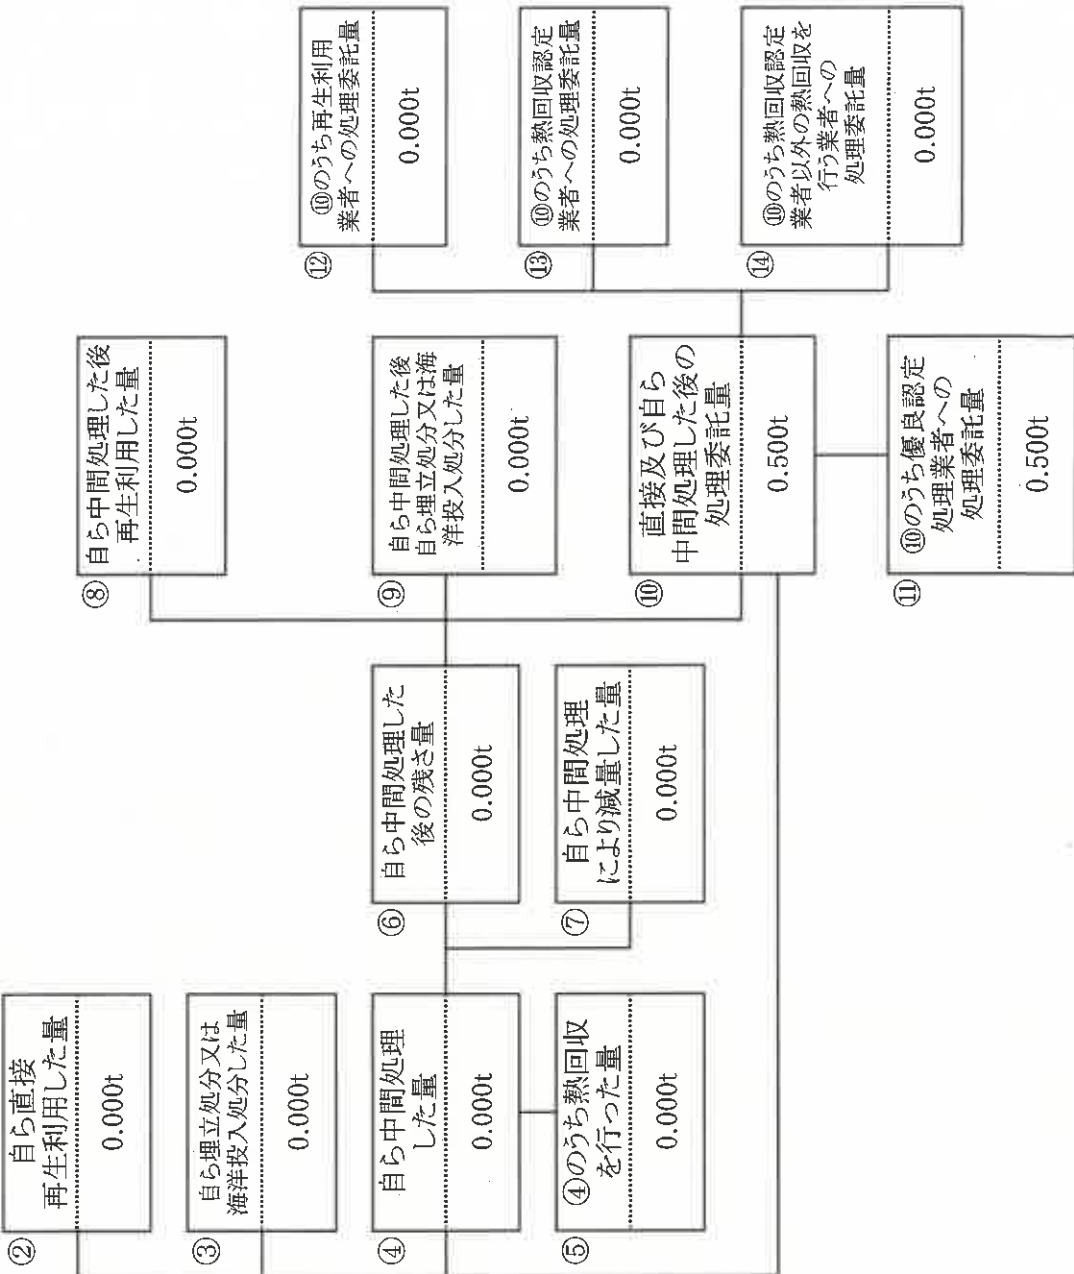 ②
自ら直接
再生利用した量
0.000t
③
自ら埋立処分又は
海洋投入処分した量
0.000t
④
自ら中間処理
した量
0.000t
⑤
④のうち熱回収
を行った量
0.000t
⑥
自ら中間処理した
後の残さ量
0.000t
⑦
自ら中間処理
により減量した量
0.000t
⑧
自ら中間処理した後
再生利用した量
0.000t
⑨
自ら中間処理した後
自ら埋立処分又は海
洋投入処分した量
0.000t
⑩
直接及び自ら
中間処理した後の
処理委託量
0.500t
⑪
⑩のうち優良認定
処理業者への
処理委託量
0.500t
⑫
⑩のうち再生利用
業者への処理委託量
0.000t
⑬
⑩のうち熱回収認定
業者への処理委託量
0.000t
⑭
⑩のうち熱回収認定
業者以外の熱回収を
行う業者への
処理委託量
0.000t